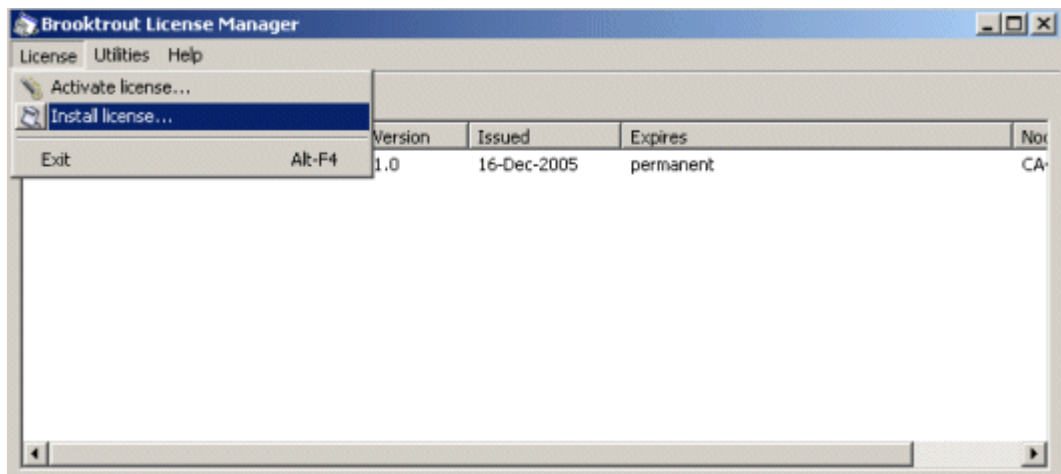 Brooktrout License Manager
License Utilities Help
Activate license...
Install license...
Exit Alt-F4
Version Issued Expires
1.0 16-Dec-2005 permanent CA-